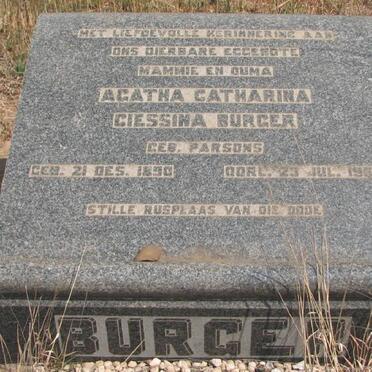 MET LIEFDEVOLLE HERINNERING AAN
ONS DIERBARE EGGENOTE
MAMMIE EN OUMA
AGATHA CATHARINA
GIESSINA BURGER
GEB. PARSONS
GEB. 21 DES. 1890 OORL. 23 JUL.
STILLE RUSPLAAS VAN DIE DODE
BURGER